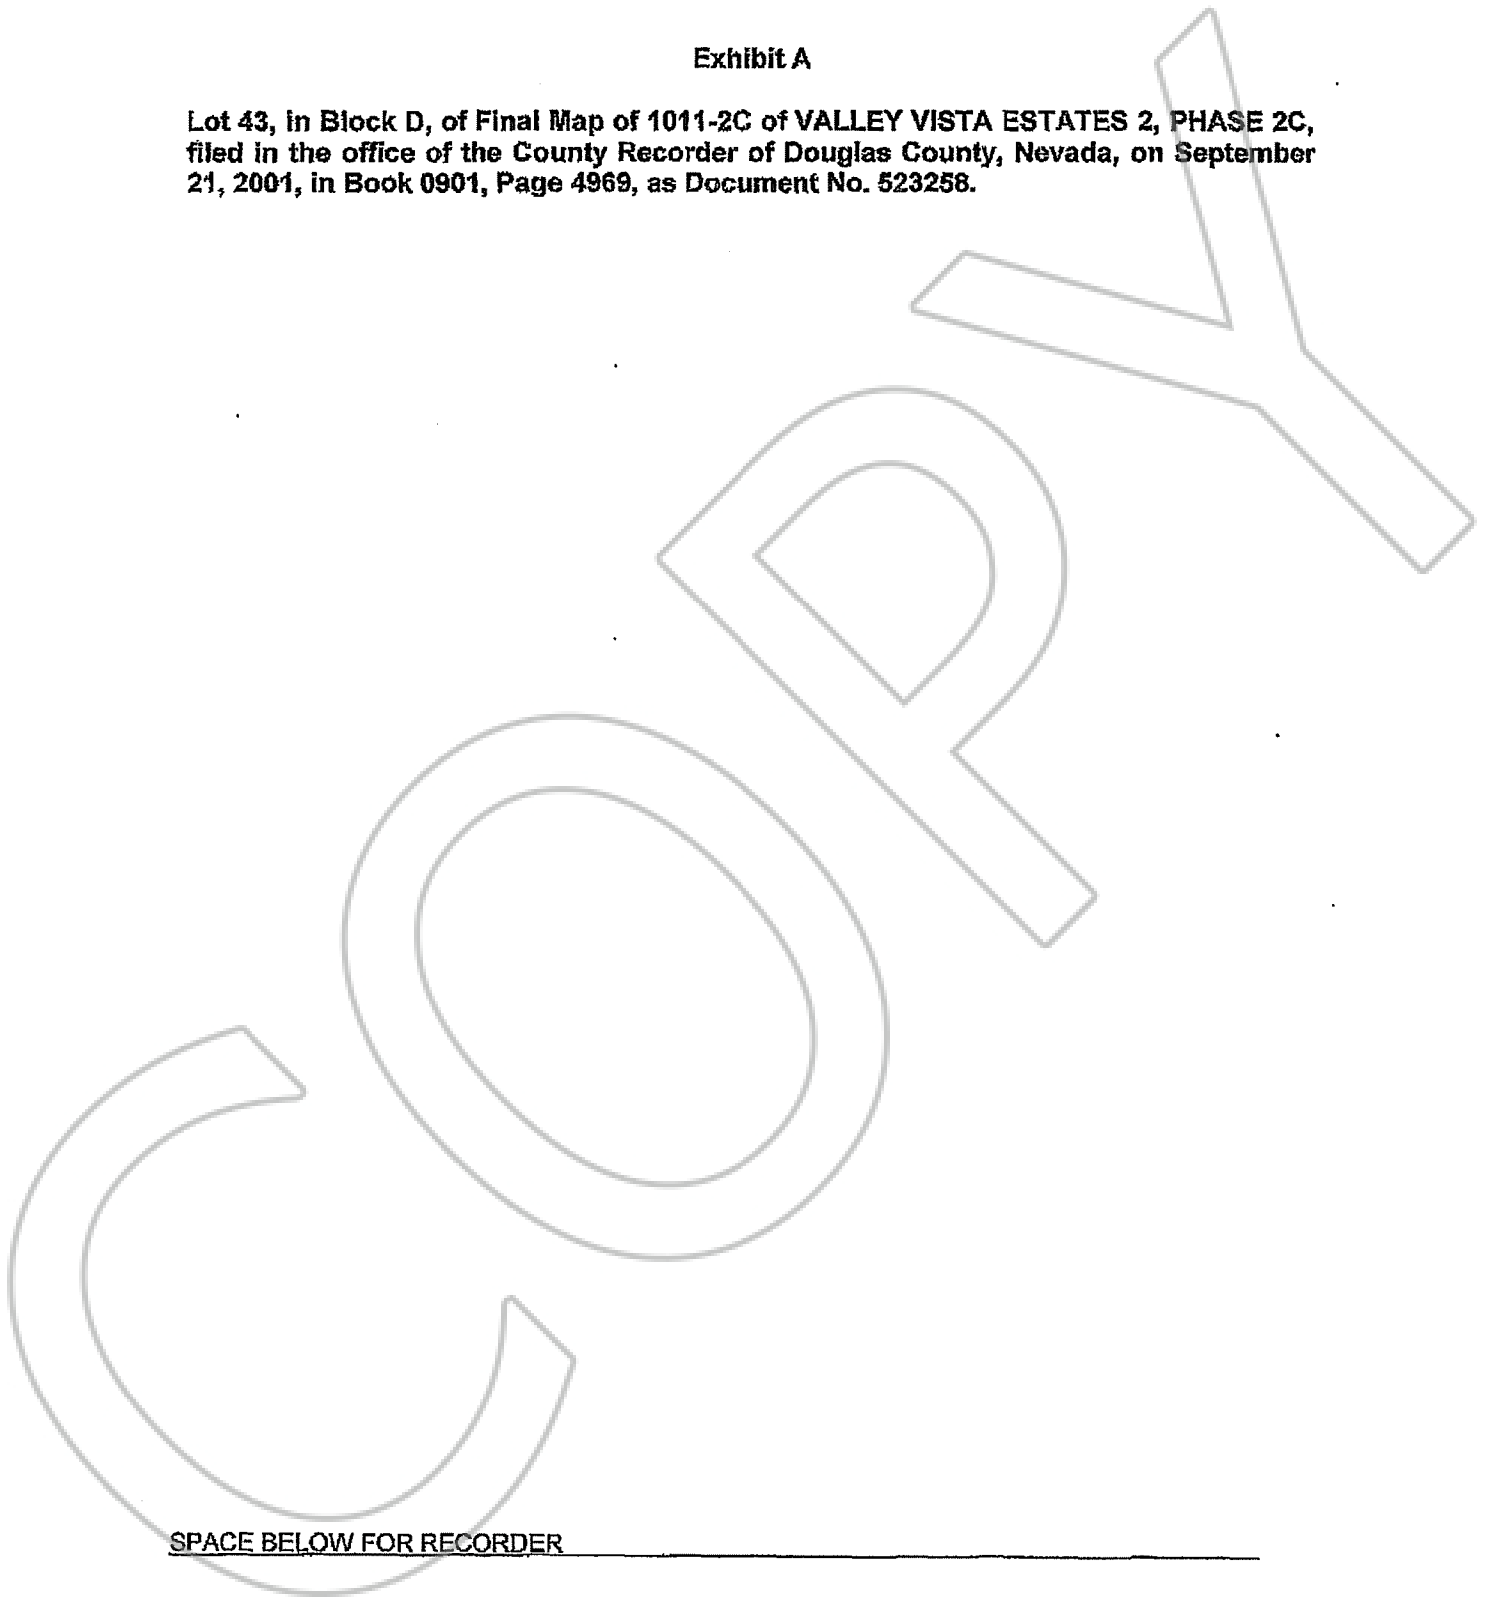 Exhibit A
Lot 43, in Block D, of Final Map of 1011-2C of VALLEY VISTA ESTATES 2, PHASE 2C,
filed in the office of the County Recorder of Douglas County, Nevada, on September
21, 2001, in Book 0901, Page 4969, as Document No. 523258.
COPY
SPACE BELOW FOR RECORDER